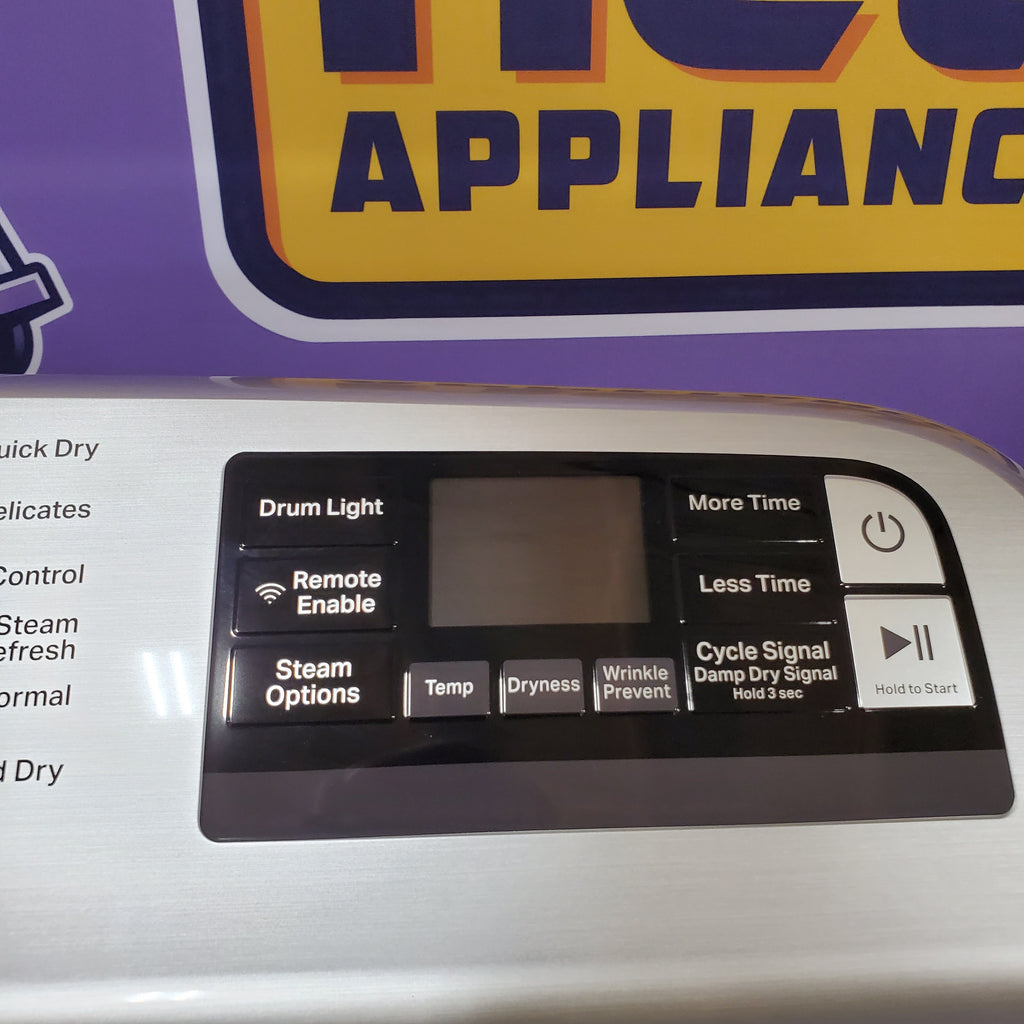 APPLIANC
uick Dry
elicates
Control
Steam
efresh
ormal
d Dry
Drum Light
Remote
Enable
Steam
Options
Temp
Dryness
Wrinkle
Prevent
More Time
Less Time
Cycle Signal
Damp Dry Signal
Hold 3 sec
Hold to Start